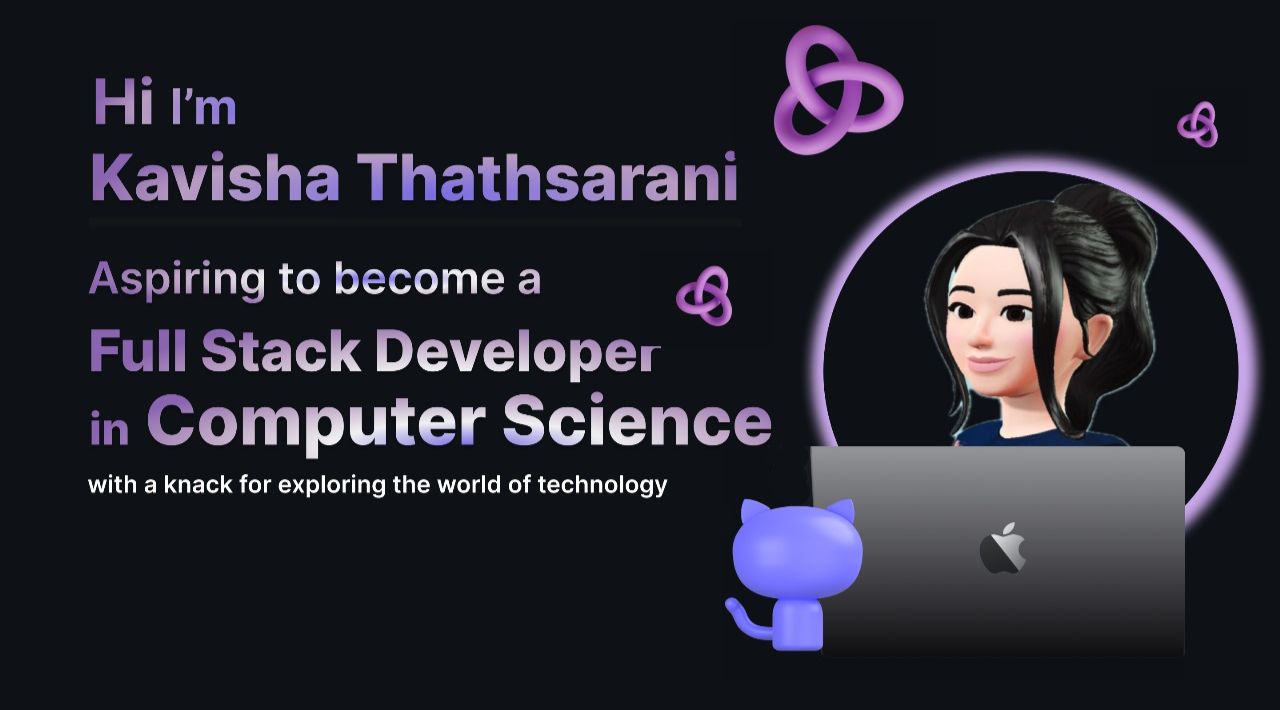 Hi I’m
Kavisha Thathsarani
Aspiring to become a
Full Stack Developer
in Computer Science
with a knack for exploring the world of technology